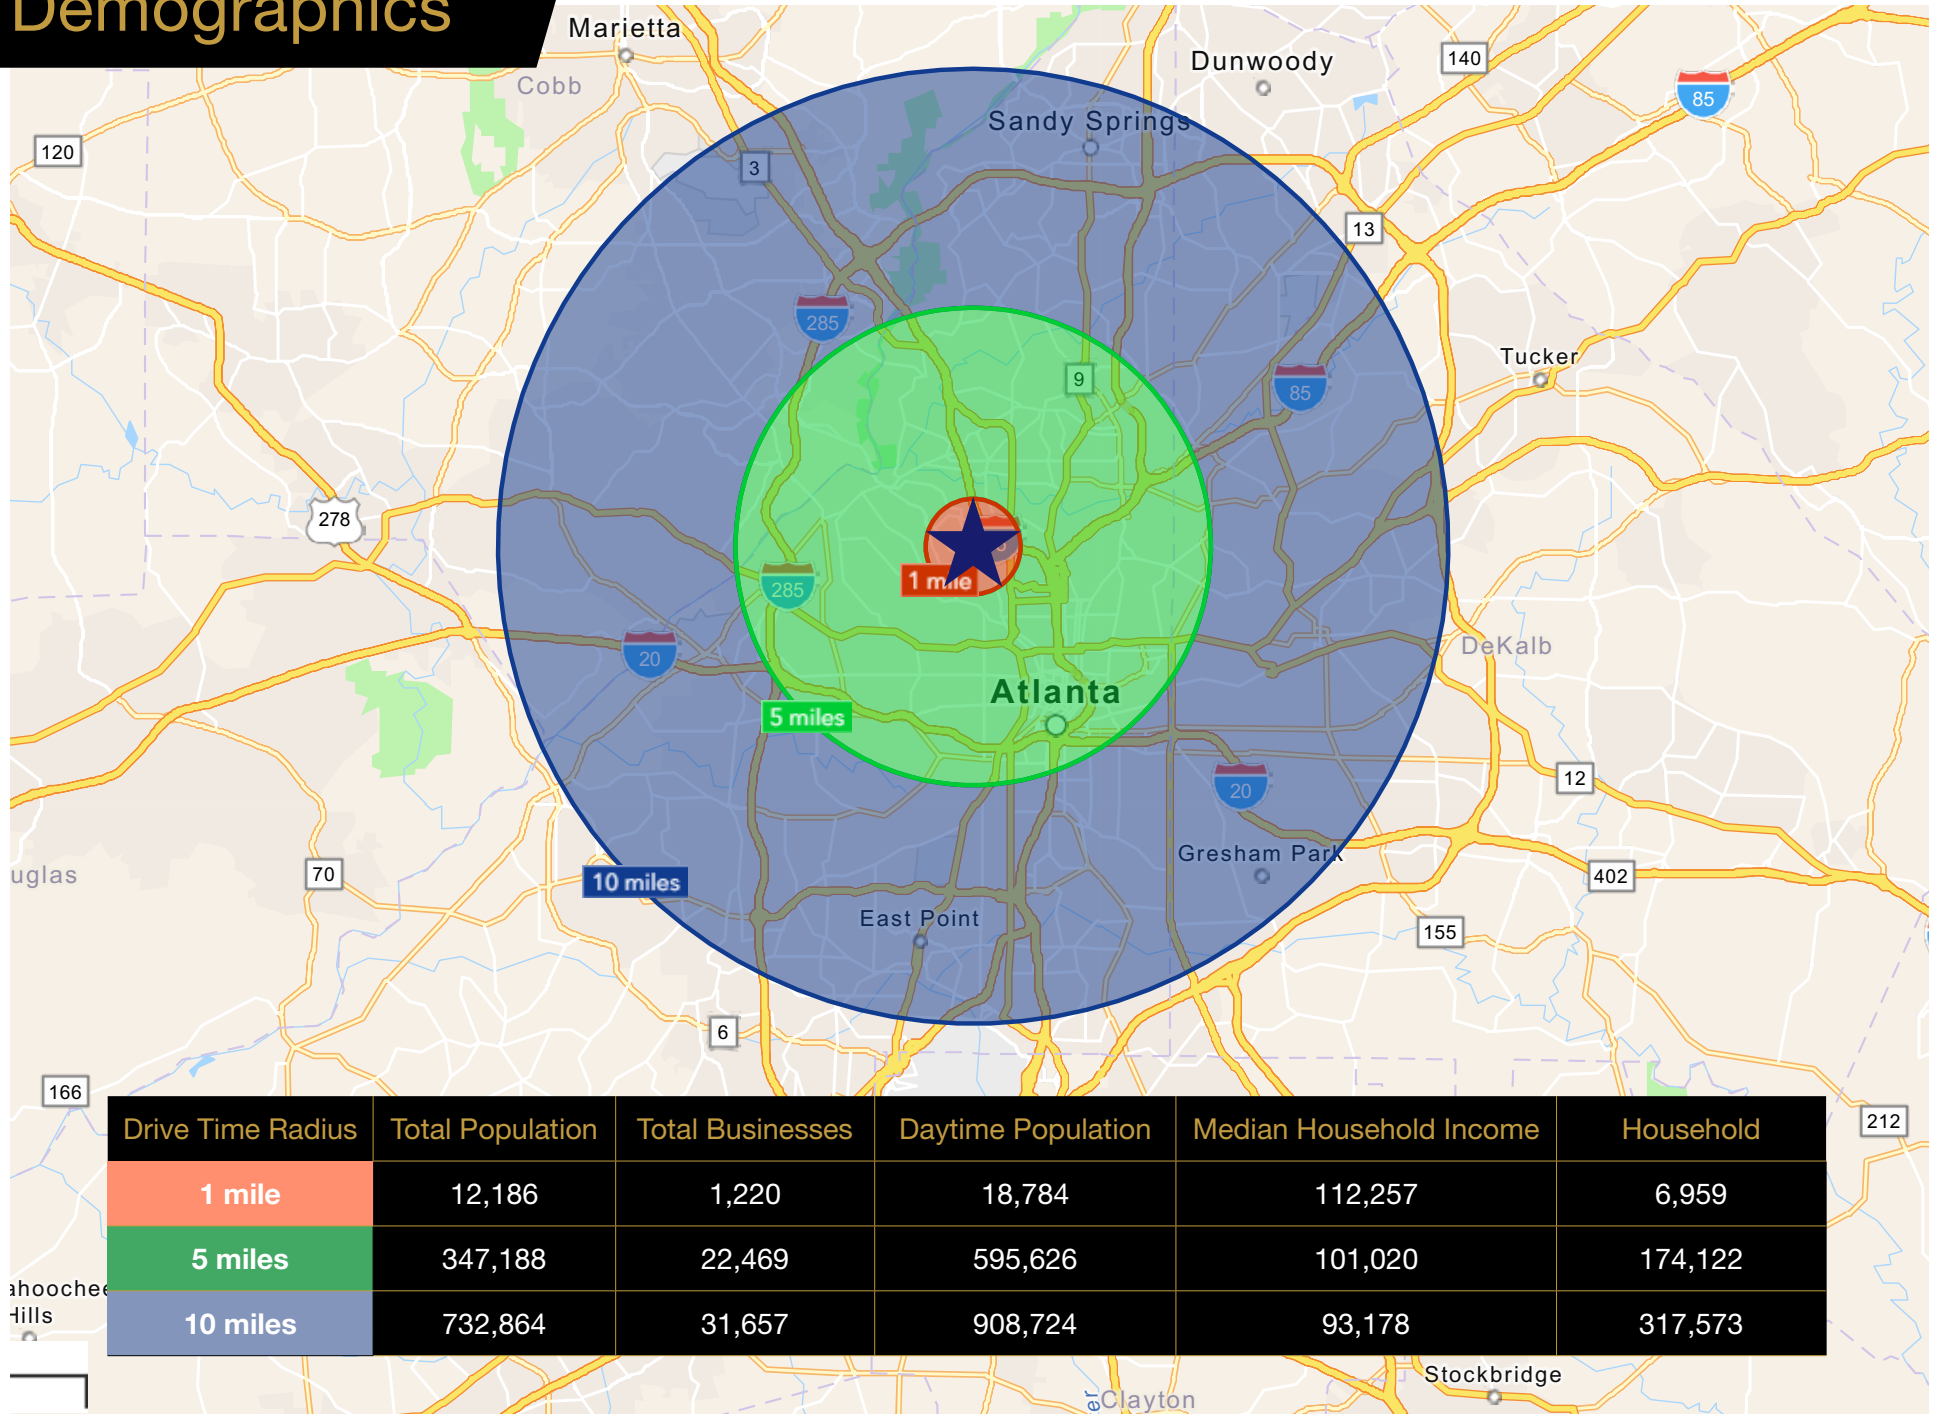 Demographics
Marietta
Dunwoody
140
85
Cobb
Sandy Springs
120
3
13
285
9
Tucker
85
278
1 mile
285
20
DeKalb
Atlanta
5 miles
12
20
Gresham Park
uglas
70
10 miles
402
East Point
155
6
166
212
Drive Time Radius Total Population Total Businesses Daytime Population Median Household Income Household
1 mile 12,186 1,220 18,784 112,257 6,959
5 miles 347,188 22,469 595,626 101,020 174,122
10 miles 732,864 31,657 908,724 93,178 317,573
ahoochee
Hills
Stockbridge
Clayton
er